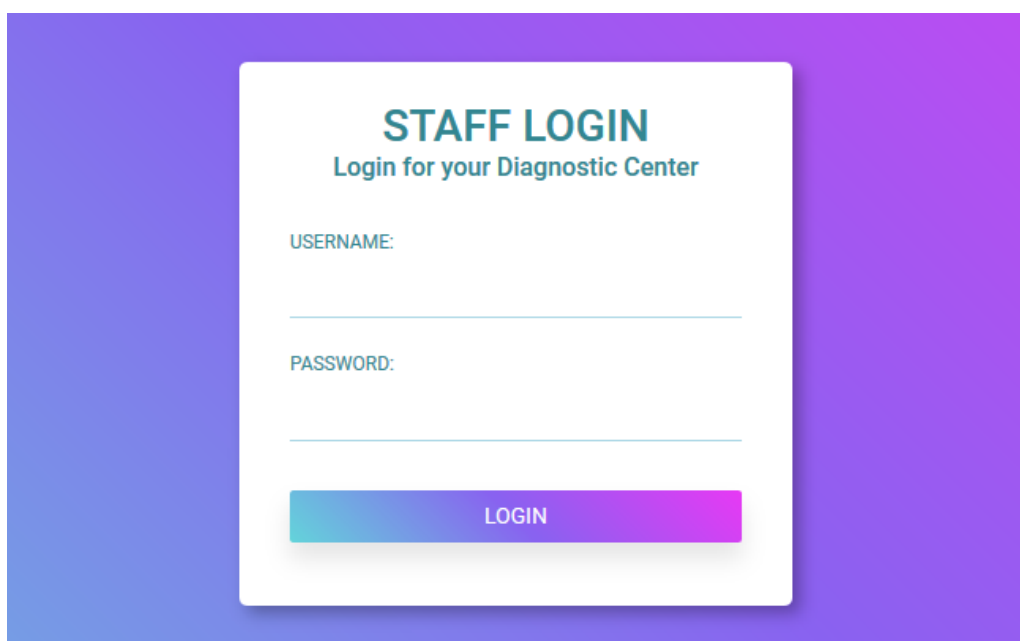 STAFF LOGIN
Login for your Diagnostic Center
USERNAME:
PASSWORD:
LOGIN